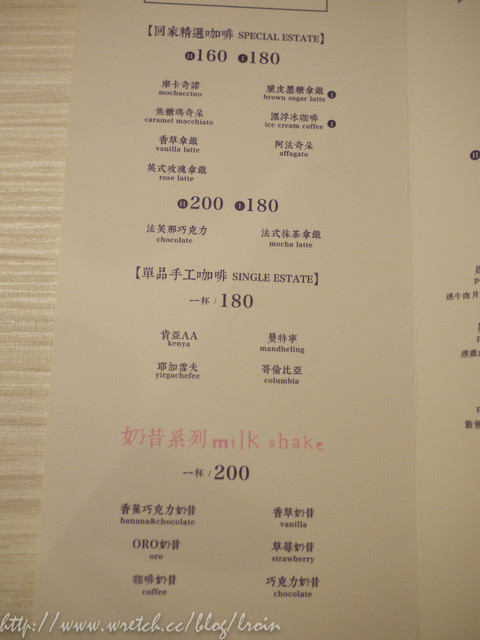 【回家精選咖啡 SPECIAL ESTATE】
H160 I180
摩卡奇諾
mochaccino
脆皮黑糖拿鐵 I
brown sugar latte
焦糖瑪奇朵
caramel macchiato
漂浮冰咖啡 I
ice cream coffee
香草拿鐵
vanilla latte
阿法奇朵
affagato
英式玫瑰拿鐵
rose latte
H200 I180
法芙那巧克力
chocolate
法式抹茶拿鐵
mocha latte
【單品手工咖啡 SINGLE ESTATE】
一杯 / 180
肯亞AA
kenya
曼特寧
mandheling
耶加雪夫
yirgachefee
哥倫比亞
columbia
奶昔系列 milk shake
一杯 / 200
香蕉巧克力奶昔
banana&chocolate
香草奶昔
vanilla
ORO奶昔
oro
草莓奶昔
strawberry
咖啡奶昔
coffee
巧克力奶昔
chocolate
http://www.wretch.cc/blog/lroin